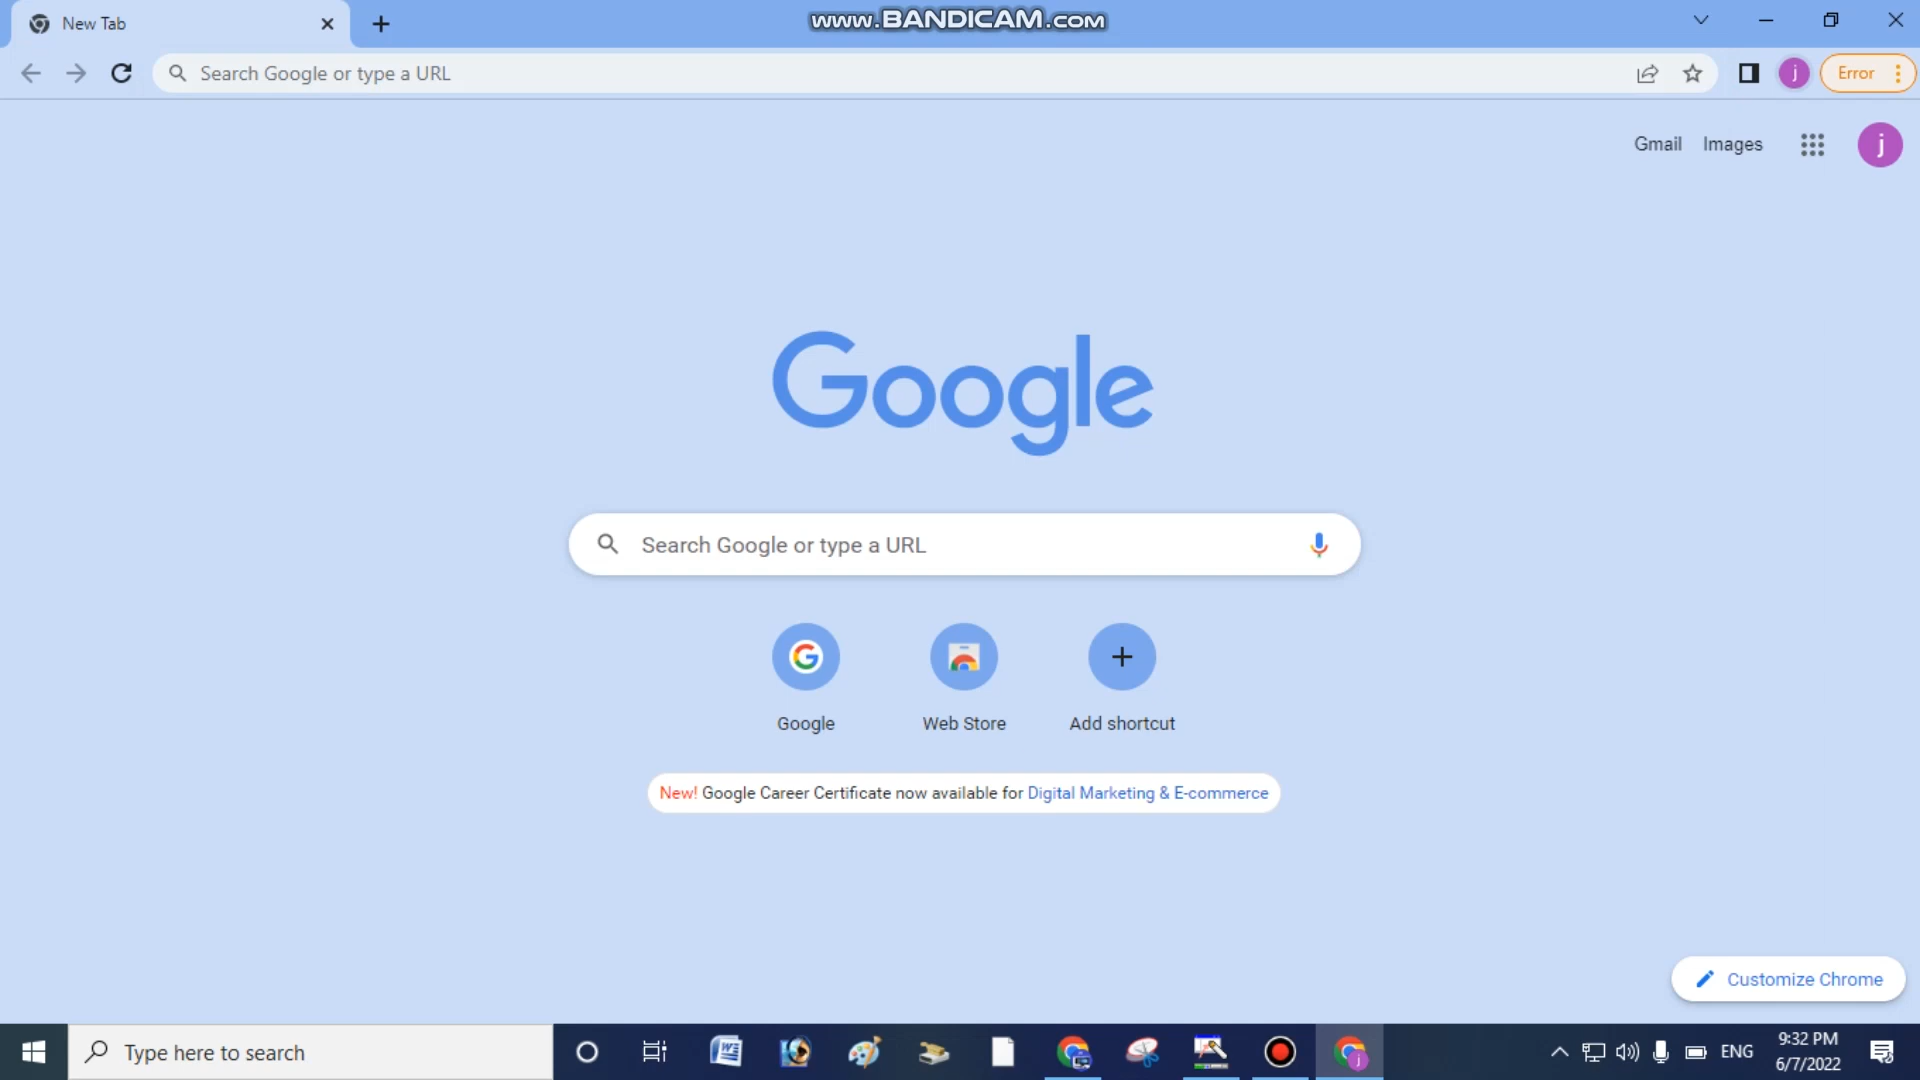 New Tab
www.BANDICAM.com
Search Google or type a URL
j
Error
Gmail
Images
j
Google
Search Google or type a URL
Google
Web Store
Add shortcut
New! Google Career Certificate now available for Digital Marketing & E-commerce
Customize Chrome
Type here to search
ENG
9:32 PM
6/7/2022